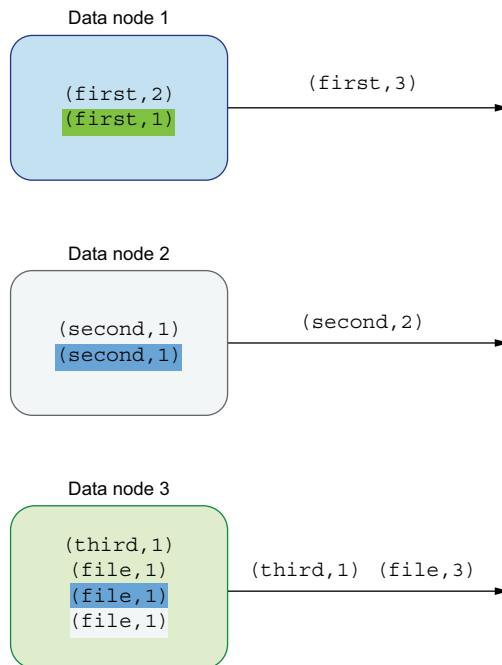 Data node 1
(first,2)
(first,1)
(first,3)
Data node 2
(second,1)
(second,1)
(second,2)
Data node 3
(third,1)
(file,1)
(file,1)
(file,1)
(third,1) (file,3)